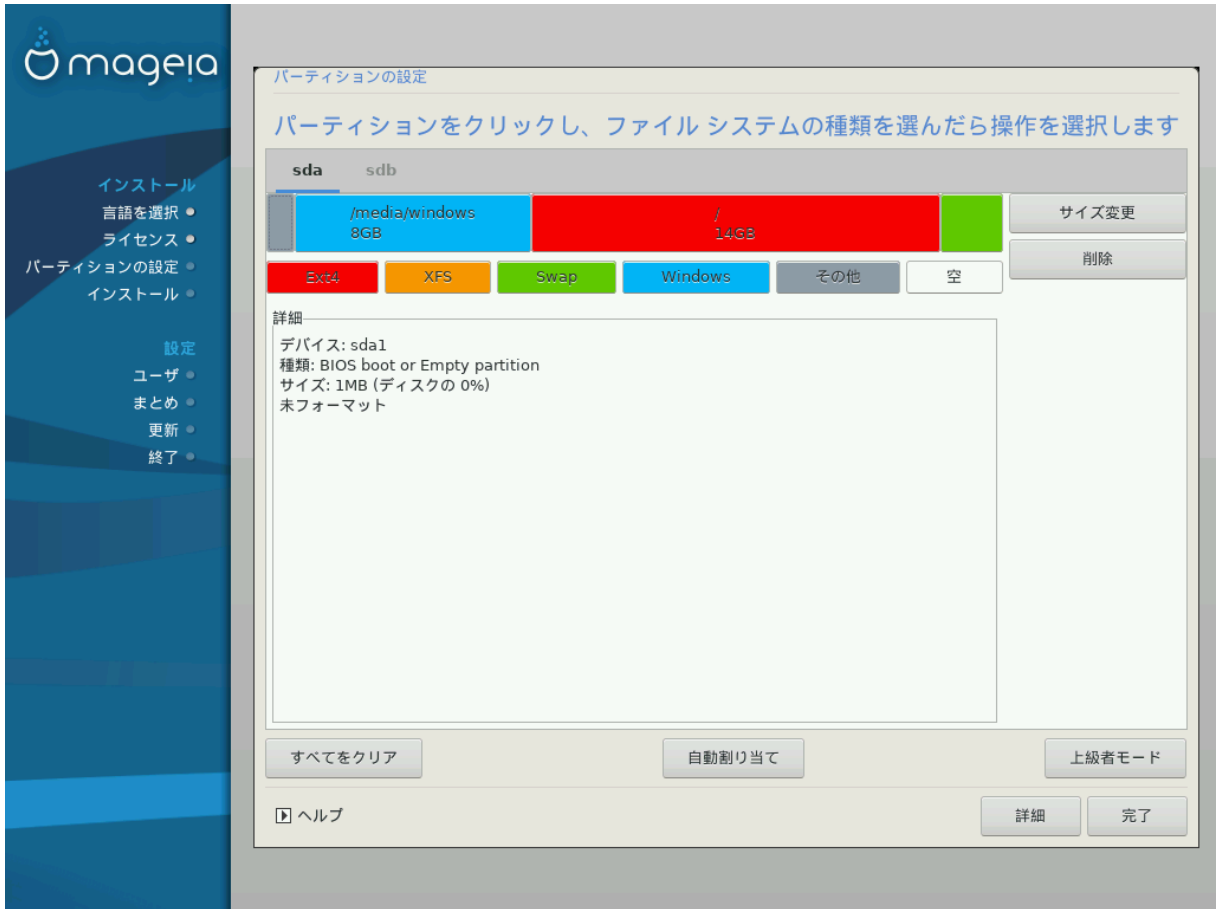 mageia
インストール
言語を選択
ライセンス
パーティションの設定
インストール
設定
ユーザ
まとめ
更新
終了
パーティションの設定
パーティションをクリックし、ファイル システムの種類を選んだら操作を選択します
sda sdb
/media/windows
8GB
/
14GB
サイズ変更
削除
Ext4 XFS Swap Windows その他 空
詳細
デバイス: sda1
種類: BIOS boot or Empty partition
サイズ: 1MB (ディスクの 0%)
未フォーマット
すべてをクリア 自動割り当て 上級者モード
ヘルプ 詳細 完了